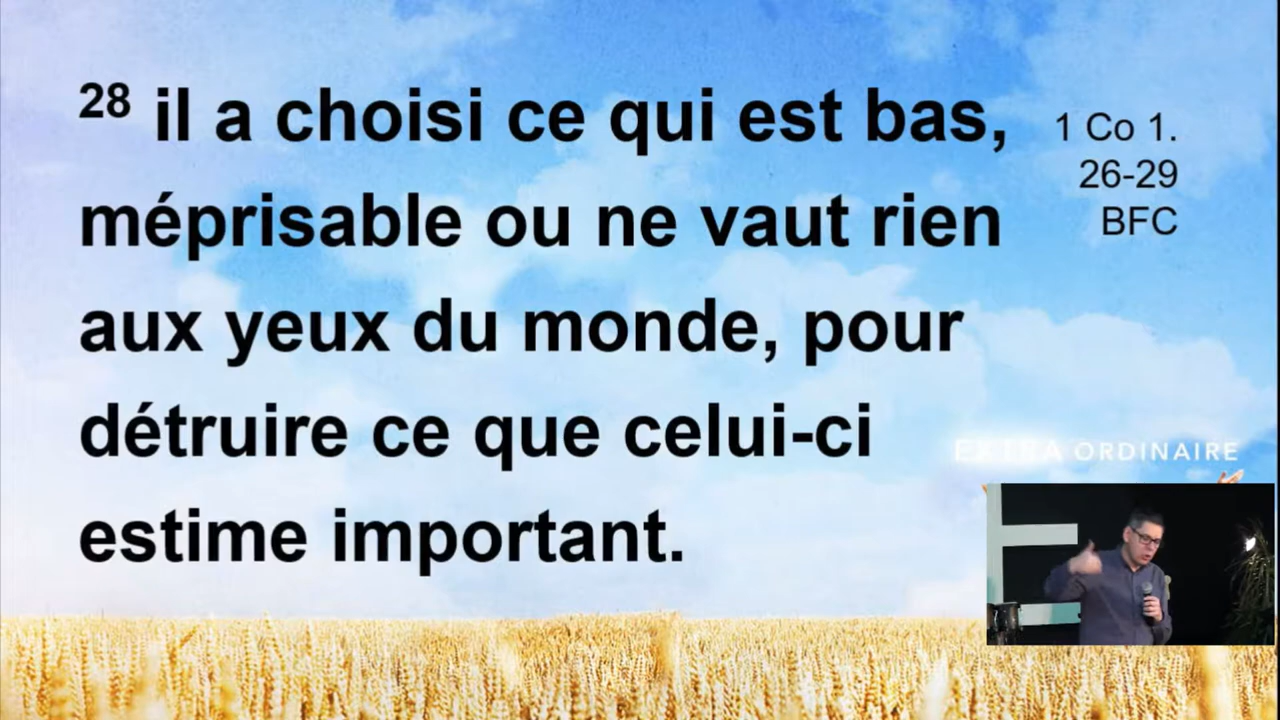 28 il a choisi ce qui est bas,
méprisable ou ne vaut rien
aux yeux du monde, pour
détruire ce que celui-ci
estime important.
1 Co 1.
26-29
BFC
EXTRA ORDINAIRE